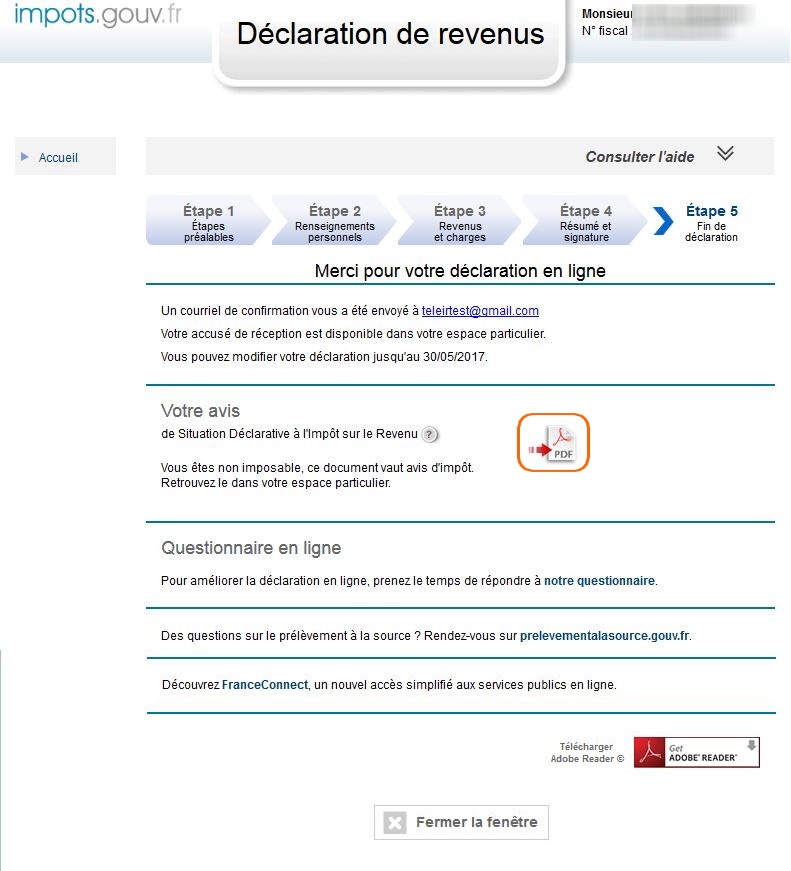 impots.gouv.fr
Déclaration de revenus
Monsieur
N° fiscal
Accueil
Consulter l'aide
Étape 1
Étapes
préalables
Étape 2
Renseignements
personnels
Étape 3
Revenus
et charges
Étape 4
Résumé et
signature
Étape 5
Fin de
déclaration
Merci pour votre déclaration en ligne
Un courriel de confirmation vous a été envoyé à teleirtest@gmail.com
Votre accusé de réception est disponible dans votre espace particulier.
Vous pouvez modifier votre déclaration jusqu'au 30/05/2017.
Votre avis
de Situation Déclarative à l'Impôt sur le Revenu ?
PDF
Vous êtes non imposable, ce document vaut avis d'impôt.
Retrouvez le dans votre espace particulier.
Questionnaire en ligne
Pour améliorer la déclaration en ligne, prenez le temps de répondre à notre questionnaire.
Des questions sur le prélèvement à la source ? Rendez-vous sur prelevementalasource.gouv.fr.
Découvrez FranceConnect, un nouvel accès simplifié aux services publics en ligne.
Télécharger
Adobe Reader ©
Get
ADOBE® READER®
Fermer la fenêtre